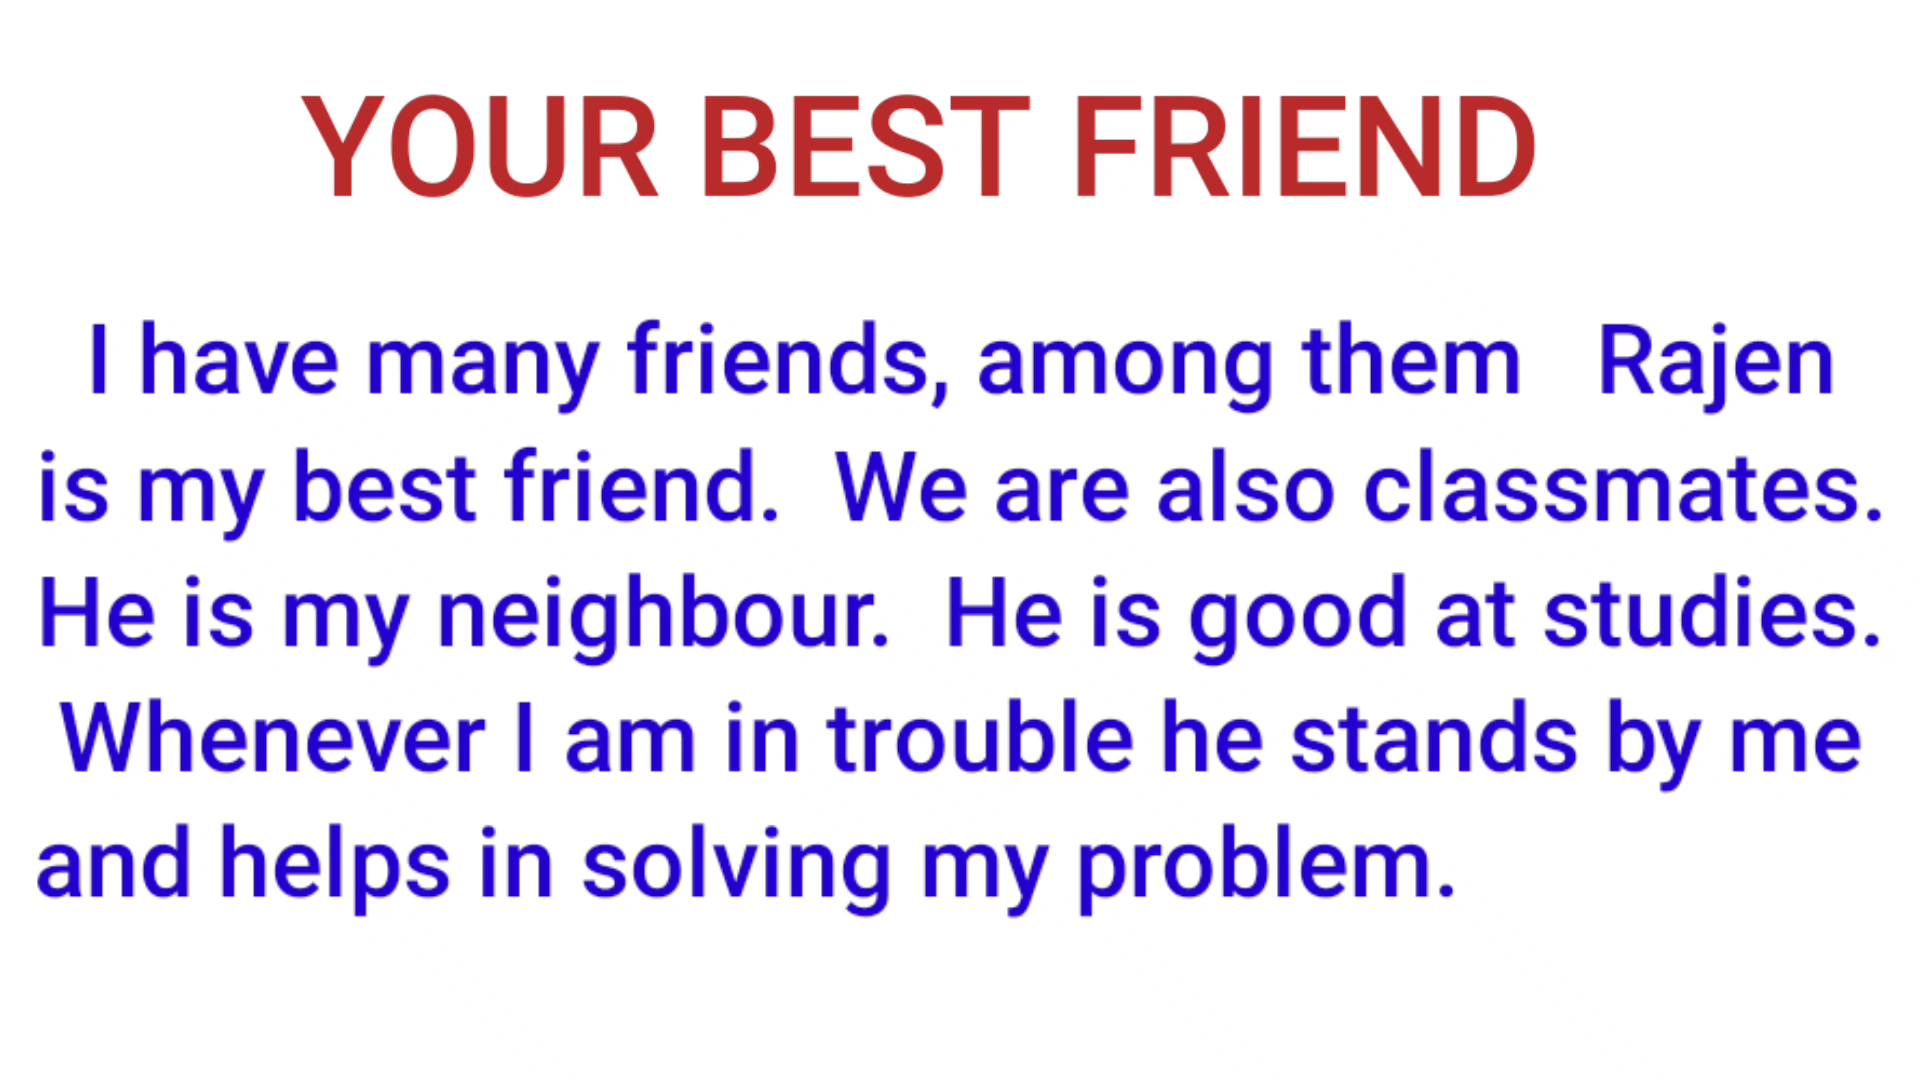 YOUR BEST FRIEND
I have many friends, among them Rajen
is my best friend. We are also classmates.
He is my neighbour. He is good at studies.
Whenever I am in trouble he stands by me
and helps in solving my problem.